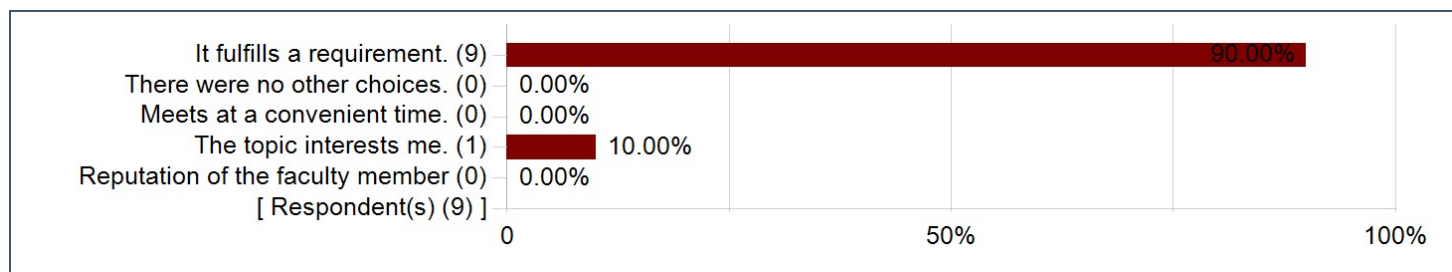 It fulfills a requirement. (9) 90.00%
There were no other choices. (0) 0.00%
Meets at a convenient time. (0) 0.00%
The topic interests me. (1) 10.00%
Reputation of the faculty member (0) 0.00%
[ Respondent(s) (9) ]
0 50% 100%